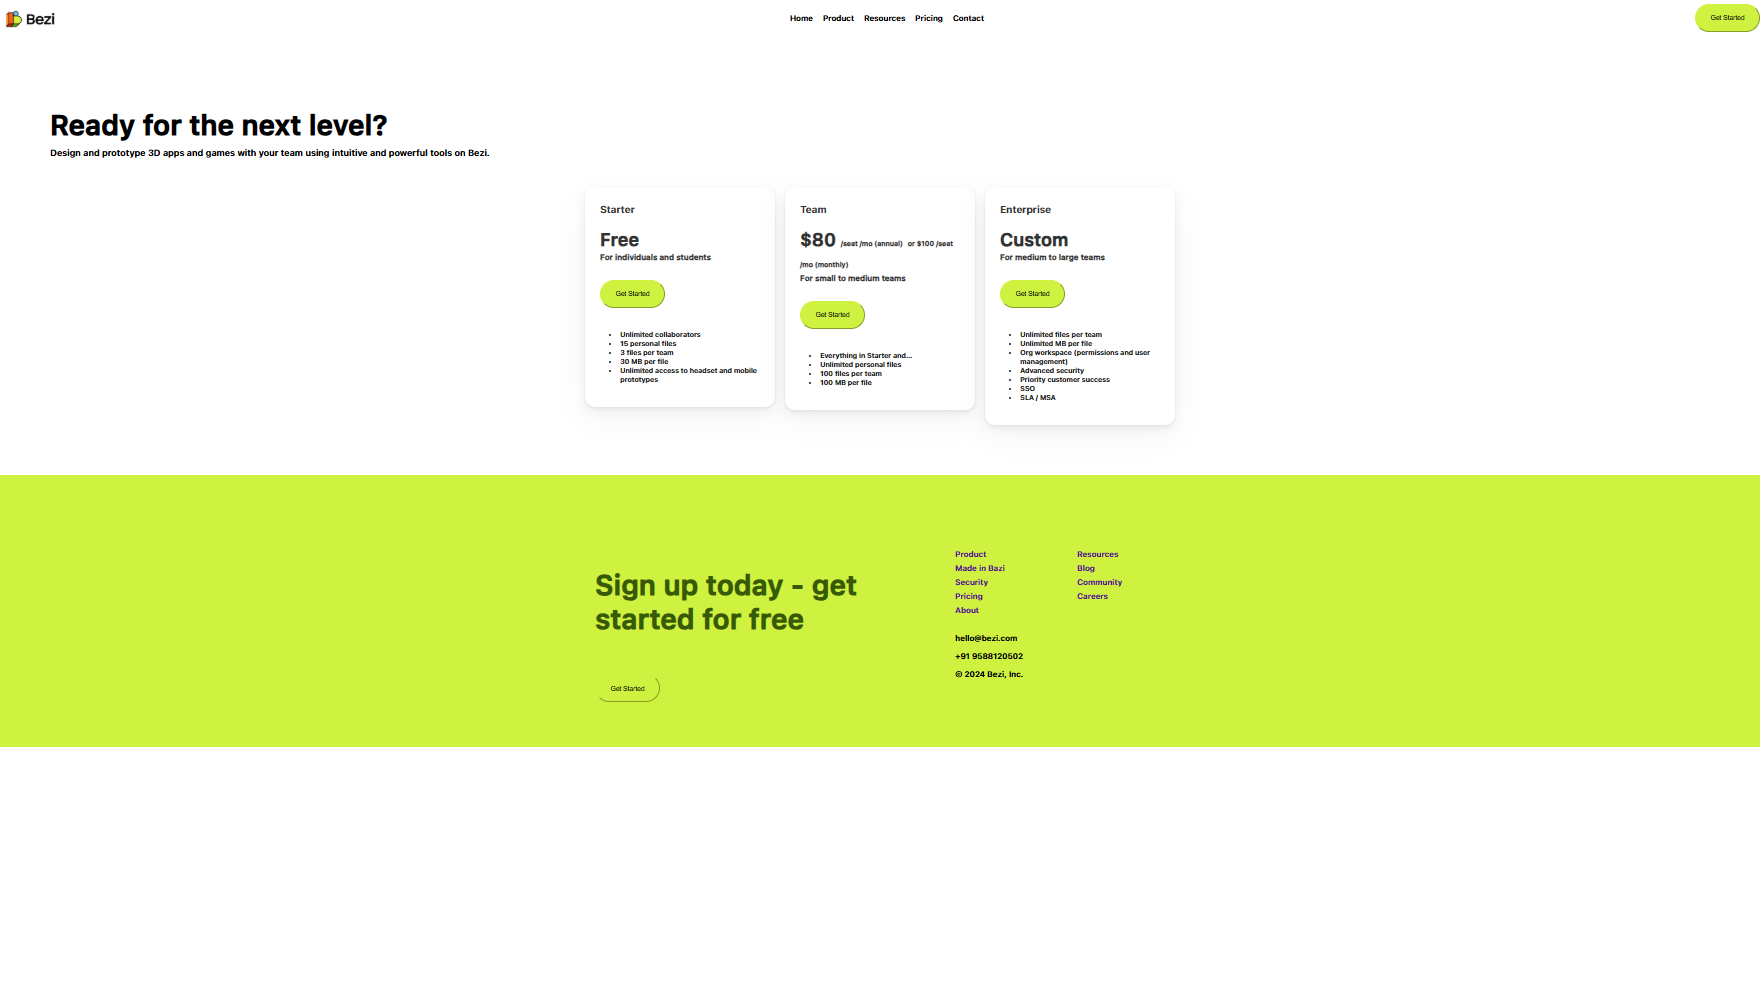 Bezi
Home Product Resources Pricing Contact
Get Started
Ready for the next level?
Design and prototype 3D apps and games with your team using intuitive and powerful tools on Bezi.
Starter
Free
For individuals and students
Get Started
Unlimited collaborators
15 personal files
3 files per team
30 MB per file
Unlimited access to headset and mobile
prototypes
Team
$80 /seat /mo (annual) or $100 /seat
/mo (monthly)
For small to medium teams
Get Started
Everything in Starter and...
Unlimited personal files
100 files per team
100 MB per file
Enterprise
Custom
For medium to large teams
Get Started
Unlimited files per team
Unlimited MB per file
Org workspace (permissions and user
management)
Advanced security
Priority customer success
SSO
SLA / MSA
Sign up today - get
started for free
Get Started
Product
Made in Bazi
Security
Pricing
About
Resources
Blog
Community
Careers
hello@bezi.com
+91 9588120502
© 2024 Bezi, Inc.